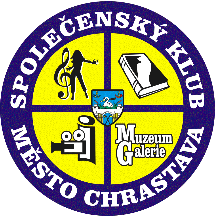 SPOLEČENSKÝ KLUB
Muzeum
Galerie
MĚSTO CHRASTAVA